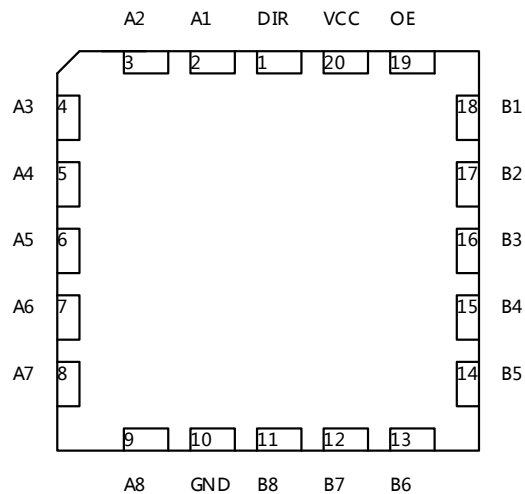 A2 A1 DIR VCC OE
3 2 1 20 19
A3 4 18 B1
A4 5 17 B2
A5 6 16 B3
A6 7 15 B4
A7 8 14 B5
9 10 11 12 13
A8 GND B8 B7 B6